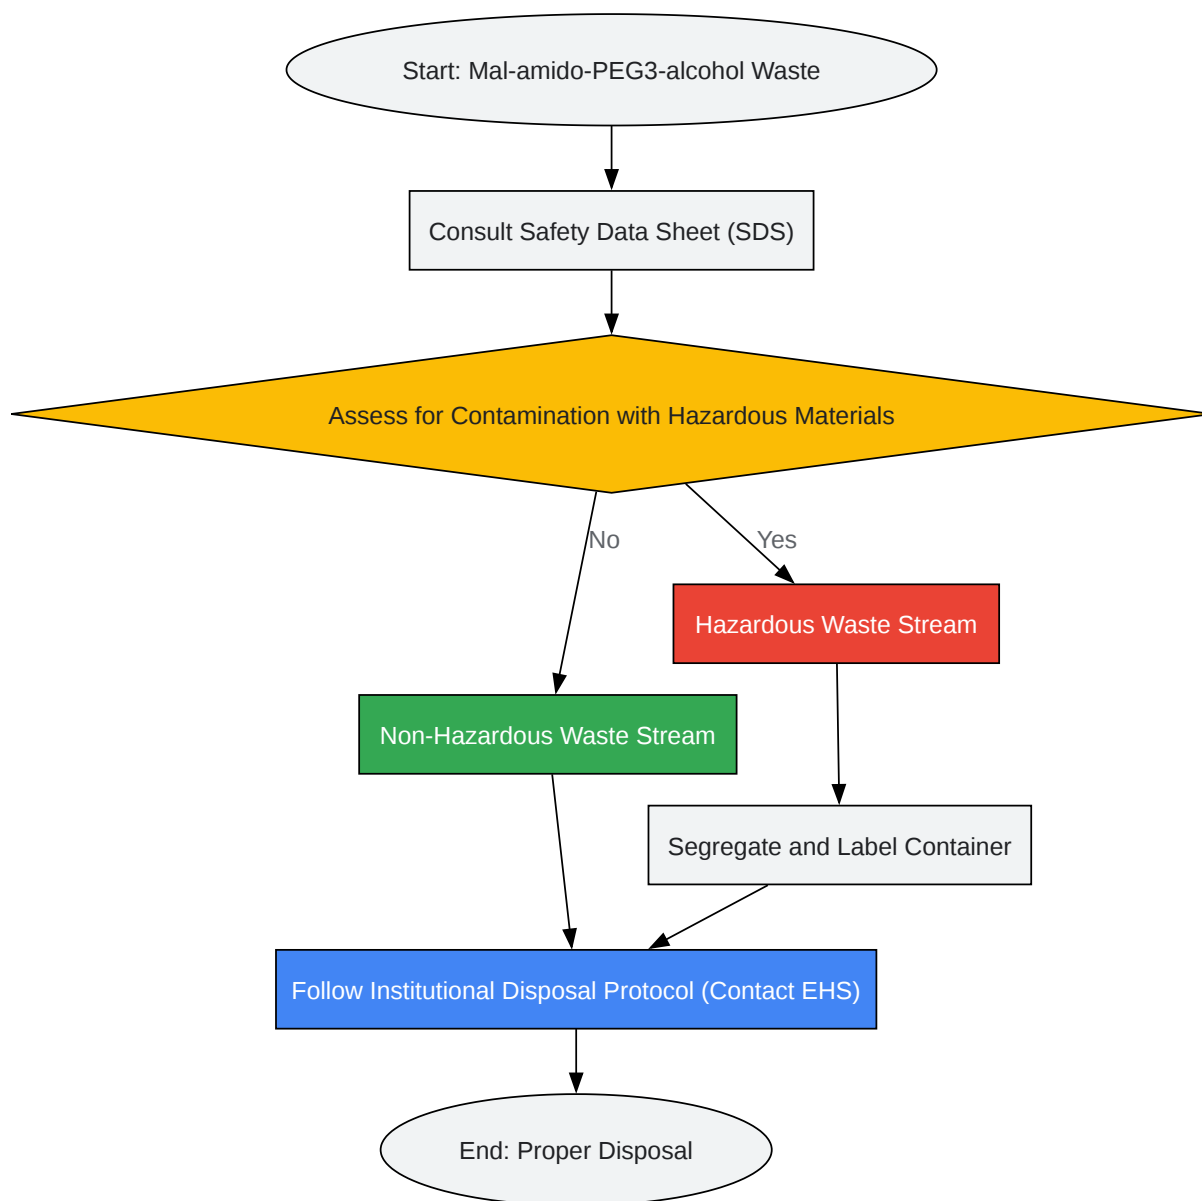 Start: Mal-amido-PEG3-alcohol Waste
Consult Safety Data Sheet (SDS)
Assess for Contamination with Hazardous Materials
No
Yes
Hazardous Waste Stream
Non-Hazardous Waste Stream
Segregate and Label Container
Follow Institutional Disposal Protocol (Contact EHS)
End: Proper Disposal